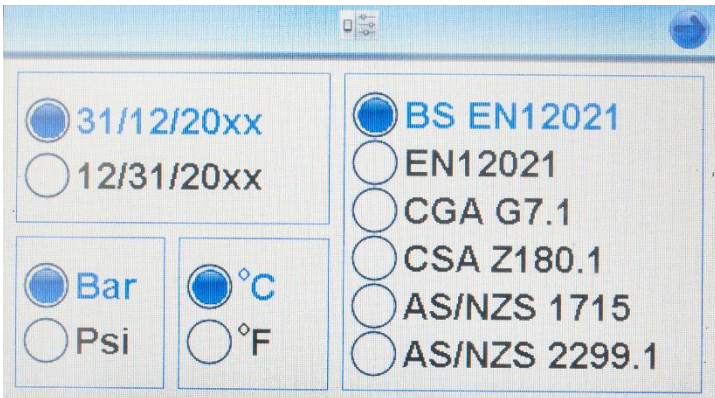 31/12/20xx
12/31/20xx
Bar
Psi
°C
°F
BS EN12021
EN12021
CGA G7.1
CSA Z180.1
AS/NZS 1715
AS/NZS 2299.1